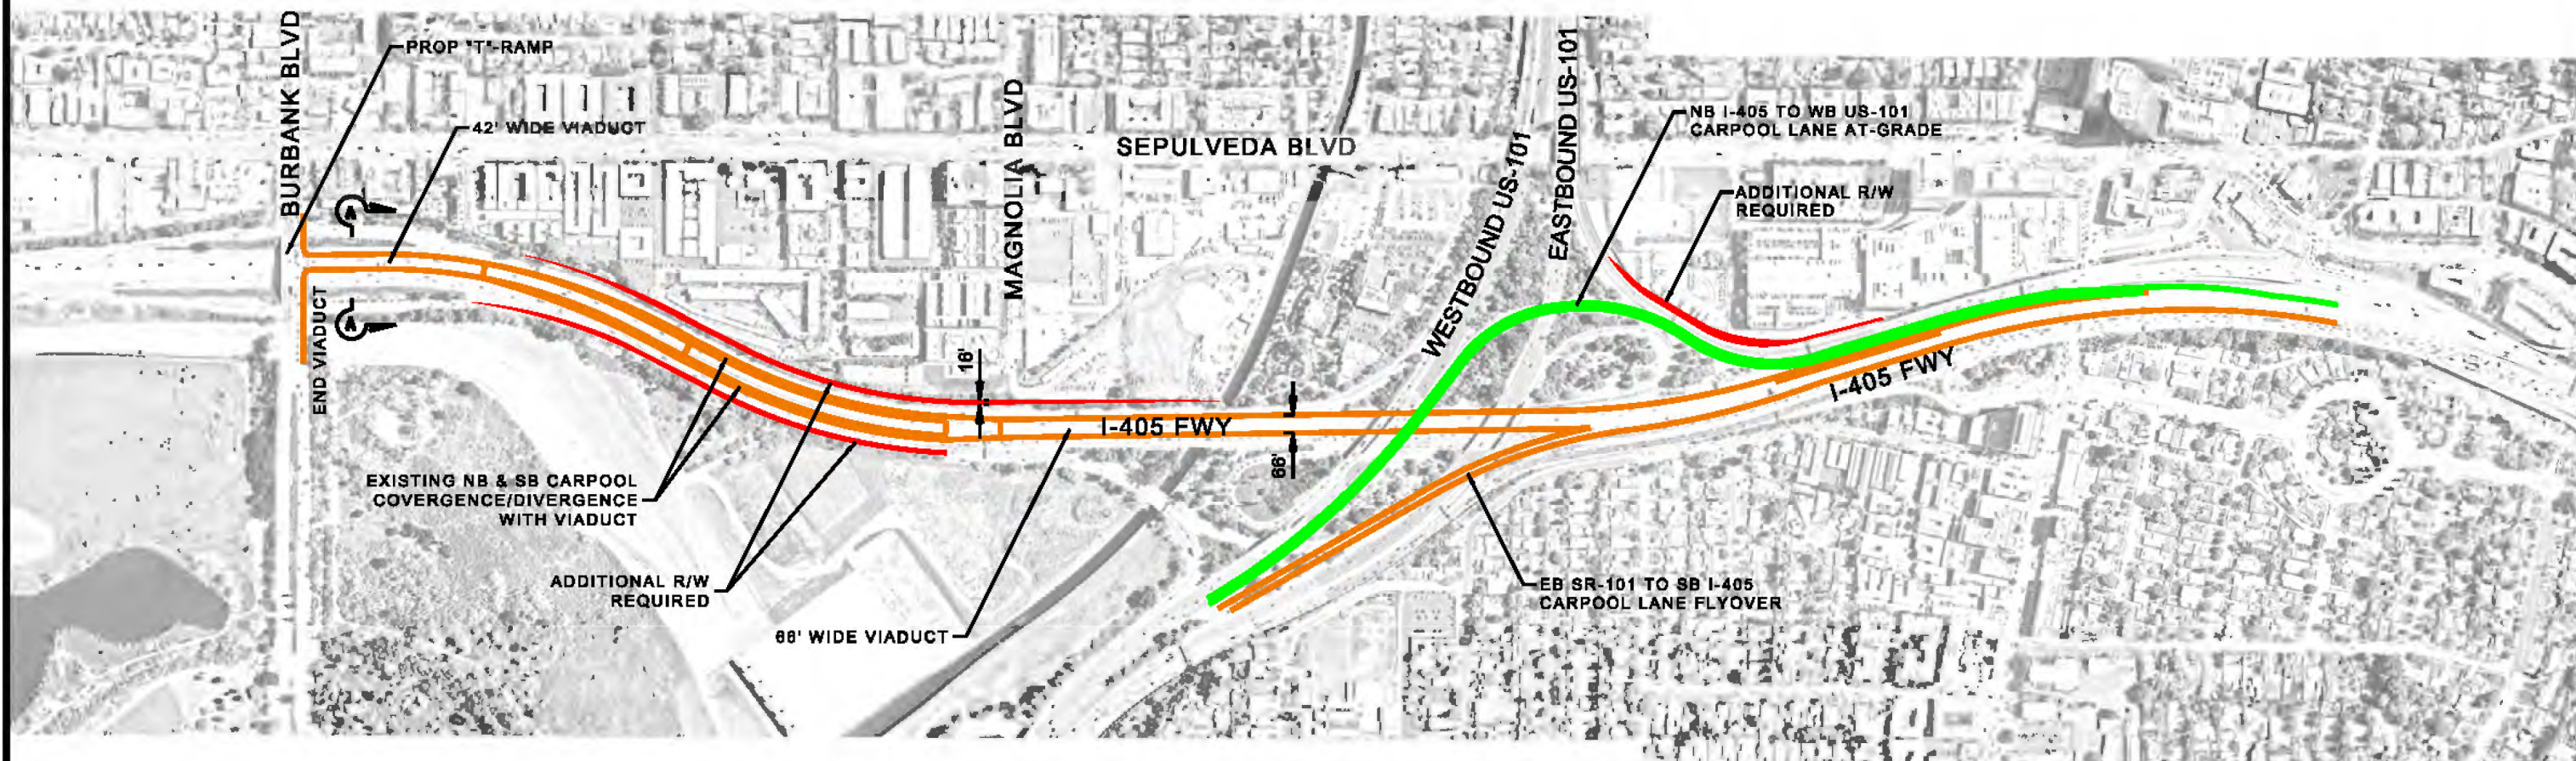 BURBANK BLVD
PROP "T"-RAMP
42' WIDE VIADUCT
A
A
END VIADUCT
MAGNOLIA BLVD
SEPULVEDA BLVD
WESTBOUND US-101
EASTBOUND US-101
NB I-405 TO WB US-101
CARPOOL LANE AT-GRADE
ADDITIONAL R/W
REQUIRED
16'
I-405 FWY
66'
I-405 FWY
EXISTING NB & SB CARPOOL
COVERGENCE/DIVERGENCE
WITH VIADUCT
ADDITIONAL R/W
REQUIRED
66' WIDE VIADUCT
EB SR-101 TO SB I-405
CARPOOL LANE FLYOVER